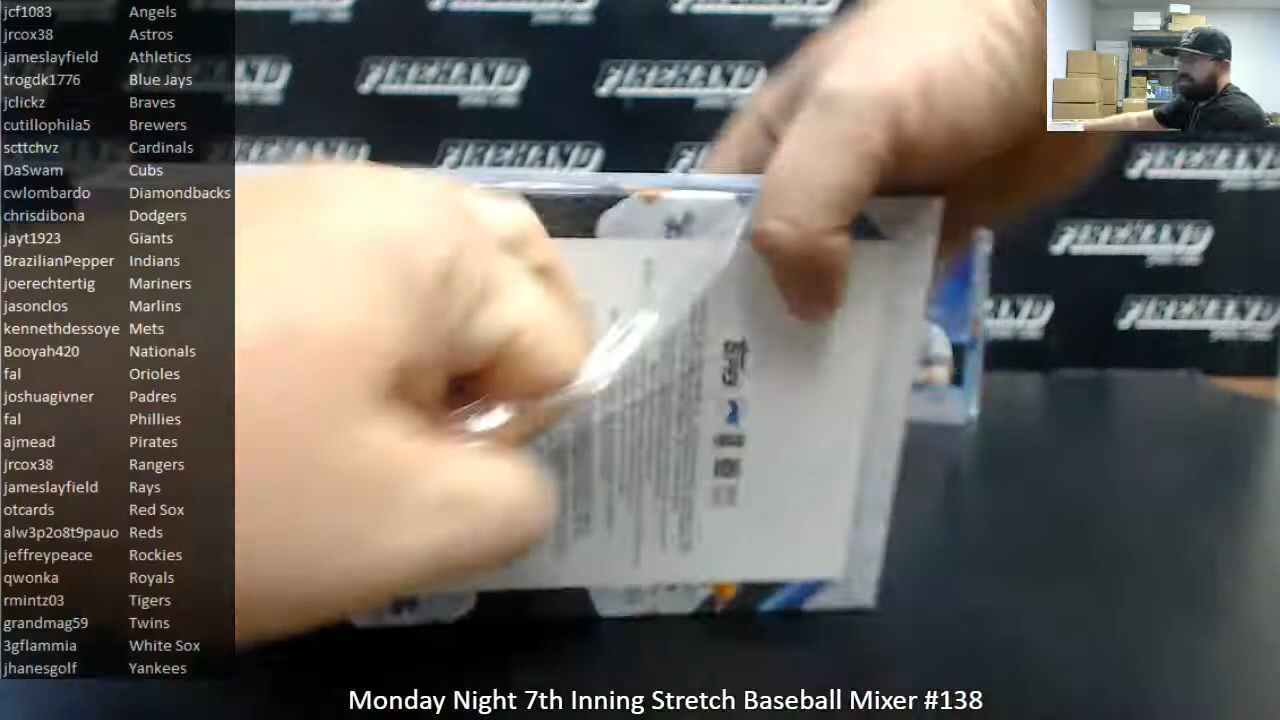 jcf1083 Angels
jrcox38 Astros
jameslayfield Athletics
trogdk1776 Blue Jays
jclickz Braves
cutillophila5 Brewers
scttchvz Cardinals
DaSwam Cubs
cwlombardo Diamondbacks
chrisdibona Dodgers
jayt1923 Giants
BrazilianPepper Indians
joerechtertig Mariners
jasonclos Marlins
kennethdessoye Mets
Booyah420 Nationals
fal Orioles
joshuagivner Padres
fal Phillies
ajmead Pirates
jrcox38 Rangers
jameslayfield Rays
otcards Red Sox
alw3p2o8t9pauo Reds
jeffreypeace Rockies
qwonka Royals
rmintz03 Tigers
grandmag59 Twins
3gflammia White Sox
jhanesgolf Yankees
FIREHAND
FIREHAND
FIREHAND
FIREHAND
FIREHAND
FIREHAND
topps
Monday Night 7th Inning Stretch Baseball Mixer #138